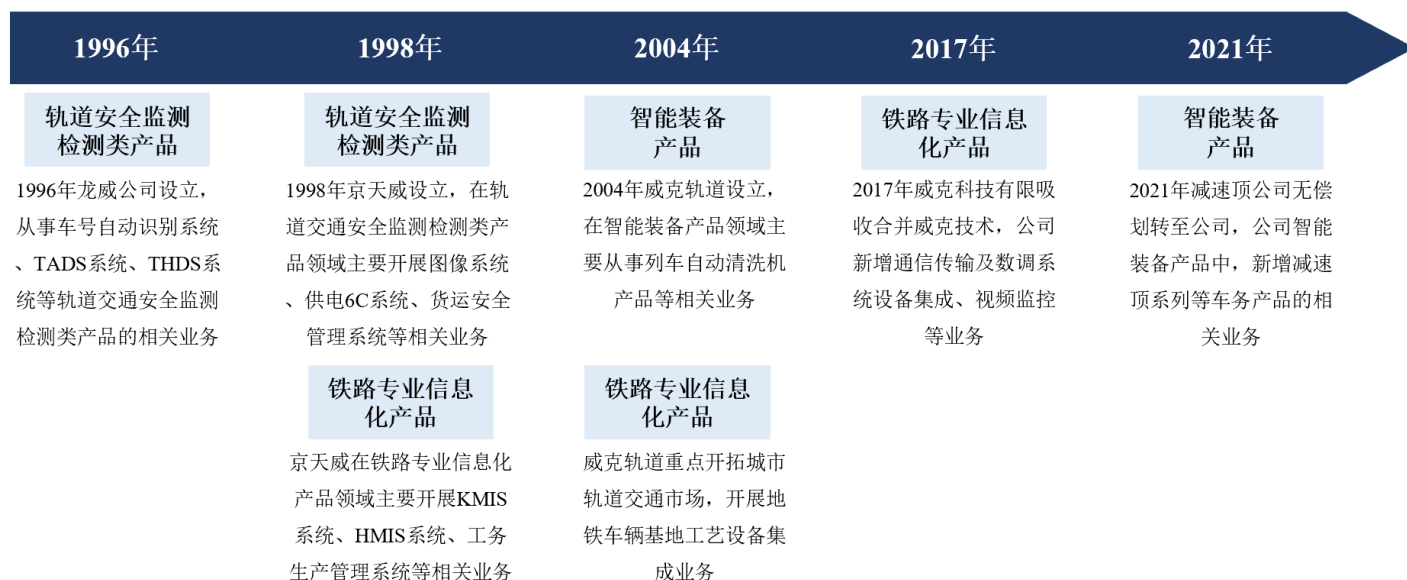 1996年
1998年
2004年
2017年
2021年
轨道安全监测
检测类产品
1996年龙威公司设立，
从事车号自动识别系统
、TADS系统、THDS系
统等轨道交通安全监测
检测类产品的相关业务
轨道安全监测
检测类产品
1998年京天威设立，在轨
道交通安全监测检测类产
品领域主要开展图像系统
、供电6C系统、货运安全
管理系统等相关业务
铁路专业信息
化产品
京天威在铁路专业信息化
产品领域主要开展KMIS
系统、HMIS系统、工务
生产管理系统等相关业务
智能装备
产品
2004年威克轨道设立，
在智能装备产品领域主
要从事列车自动清洗机
产品等相关业务
铁路专业信息
化产品
威克轨道重点开拓城市
轨道交通市场，开展地
铁车辆基地工艺设备集
成业务
铁路专业信息
化产品
2017年威克科技有限吸
收合并威克技术，公司
新增通信传输及数调系
统设备集成、视频监控
等业务
智能装备
产品
2021年减速顶公司无偿
划转至公司，公司智能
装备产品中，新增减速
顶系列等车务产品的相
关业务